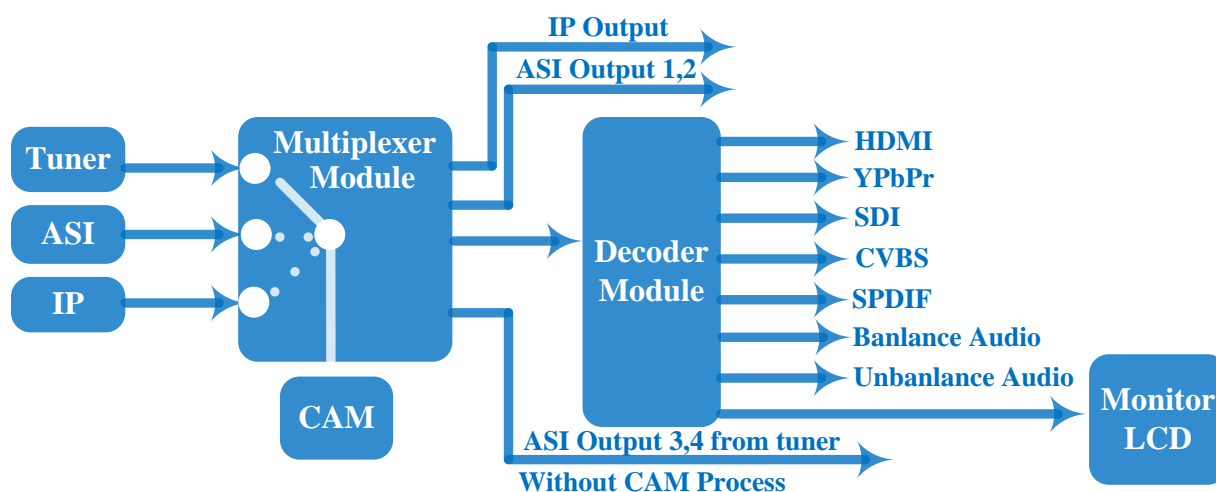 IP Output
ASI Output 1,2
Tuner
ASI
IP
Multiplexer
Module
CAM
Decoder
Module
HDMI
YPbPr
SDI
CVBS
SPDIF
Banlance Audio
Unbanlance Audio
Monitor
LCD
ASI Output 3,4 from tuner
Without CAM Process